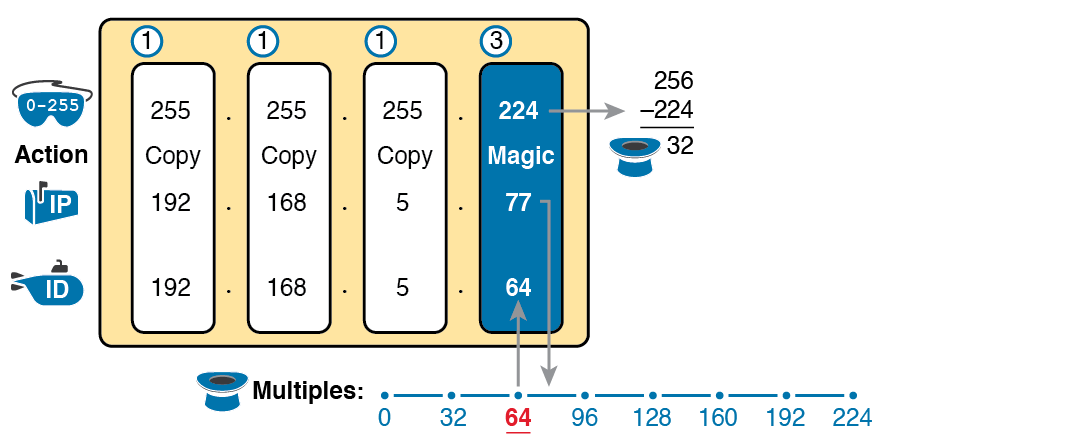 1 1 1 3
0–255 255 . 255 . 255 . 224 256
–224
32
Action Copy Copy Copy Magic
IP 192 . 168 . 5 . 77
ID 192 . 168 . 5 . 64
Multiples:
0 32 64 96 128 160 192 224